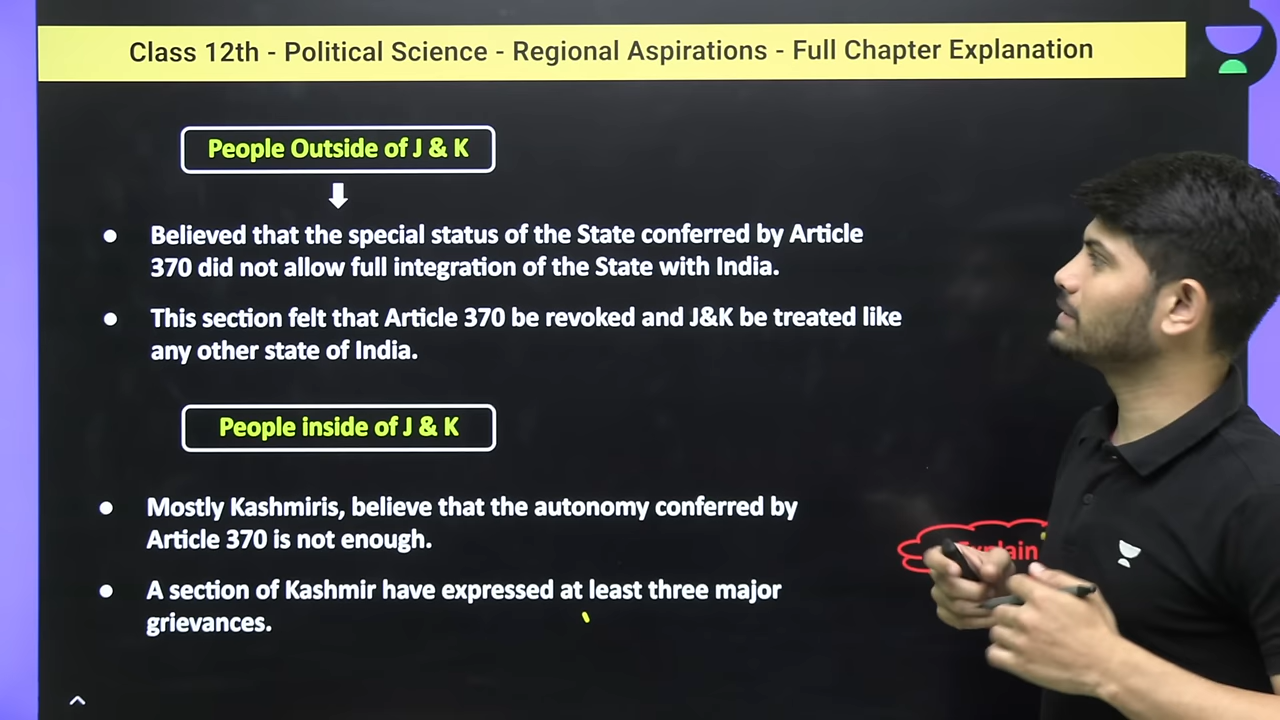 Class 12th - Political Science - Regional Aspirations - Full Chapter Explanation
People Outside of J & K
Believed that the special status of the State conferred by Article
370 did not allow full integration of the State with India.
This section felt that Article 370 be revoked and J&K be treated like
any other state of India.
People inside of J & K
Mostly Kashmiris, believe that the autonomy conferred by
Article 370 is not enough.
Explain
A section of Kashmir have expressed at least three major
grievances.